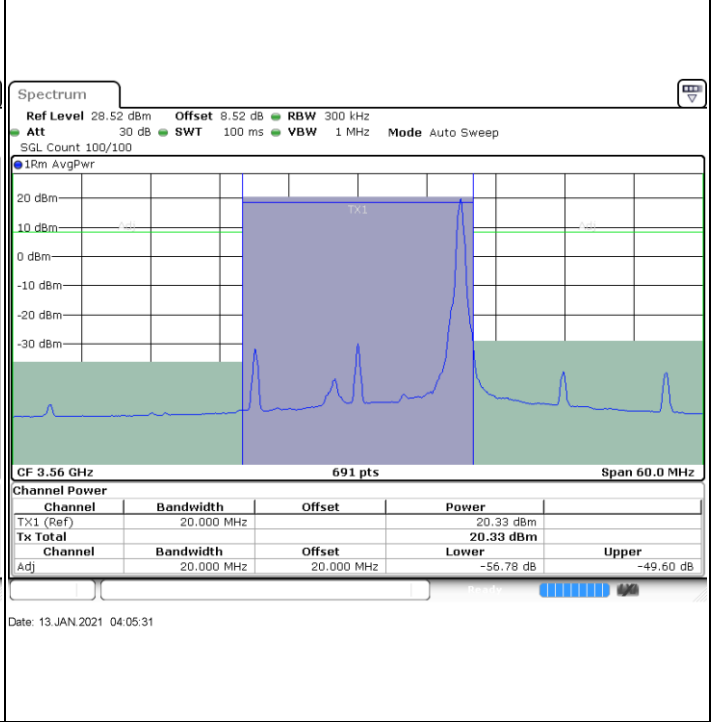 Spectrum
Ref Level 28.52 dBm Offset 8.52 dB RBW 300 kHz
Att 30 dB SWT 100 ms VBW 1 MHz Mode Auto Sweep
SGL Count 100/100
1Rm AvgPwr
20 dBm
TX1
10 dBm
Adj
Adj
0 dBm
-10 dBm
-20 dBm
-30 dBm
CF 3.56 GHz 691 pts Span 60.0 MHz
Channel Power
Channel Bandwidth Offset Power
TX1 (Ref) 20.000 MHz 20.33 dBm
Tx Total 20.33 dBm
Channel Bandwidth Offset Lower Upper
Adj 20.000 MHz 20.000 MHz -56.78 dB -49.60 dB
Ready
Date: 13.JAN.2021 04:05:31